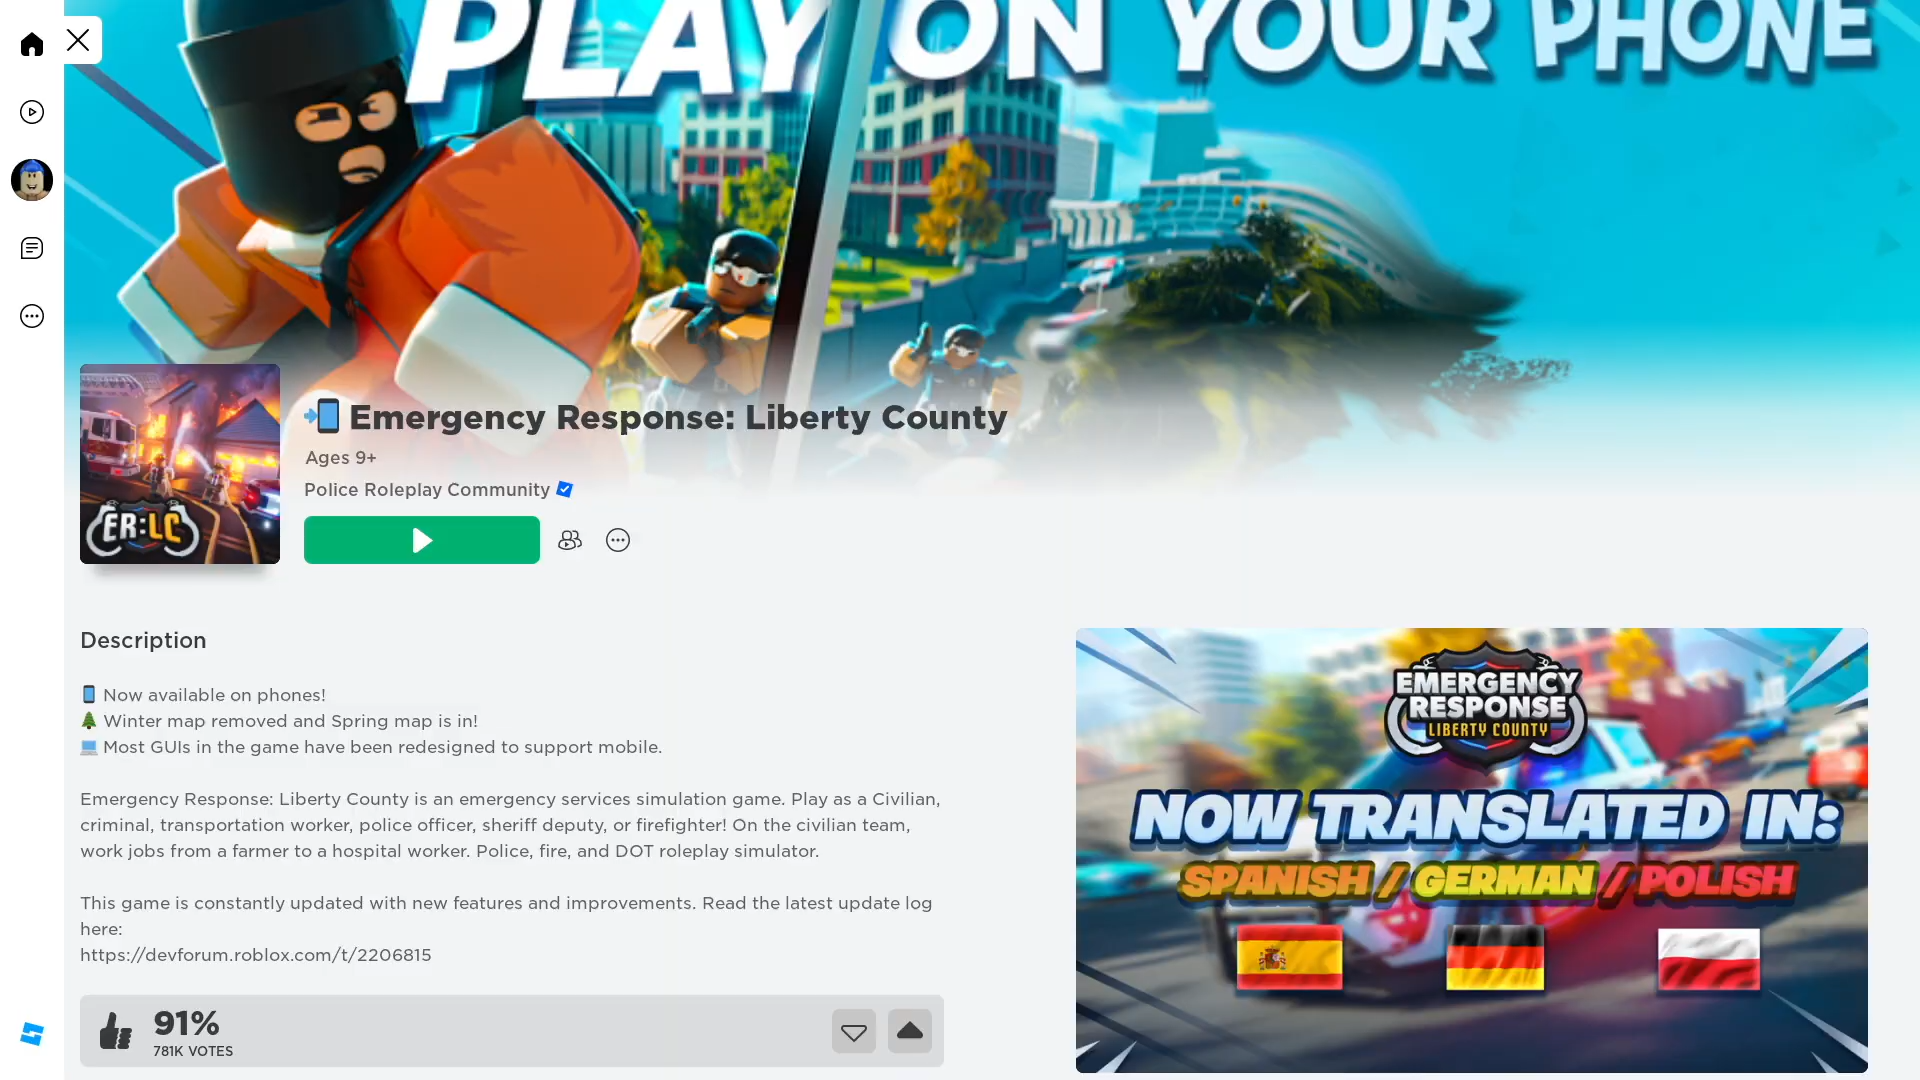 PLAY ON YOUR PHONE
Emergency Response: Liberty County
Ages 9+
Police Roleplay Community
ER:LC
Description
Now available on phones!
Winter map removed and Spring map is in!
Most GUIs in the game have been redesigned to support mobile.
Emergency Response: Liberty County is an emergency services simulation game. Play as a Civilian,
criminal, transportation worker, police officer, sheriff deputy, or firefighter! On the civilian team,
work jobs from a farmer to a hospital worker. Police, fire, and DOT roleplay simulator.
This game is constantly updated with new features and improvements. Read the latest update log
here:
https://devforum.roblox.com/t/2206815
91%
781K VOTES
EMERGENCY
RESPONSE
LIBERTY COUNTY
NOW TRANSLATED IN:
SPANISH / GERMAN / POLISH